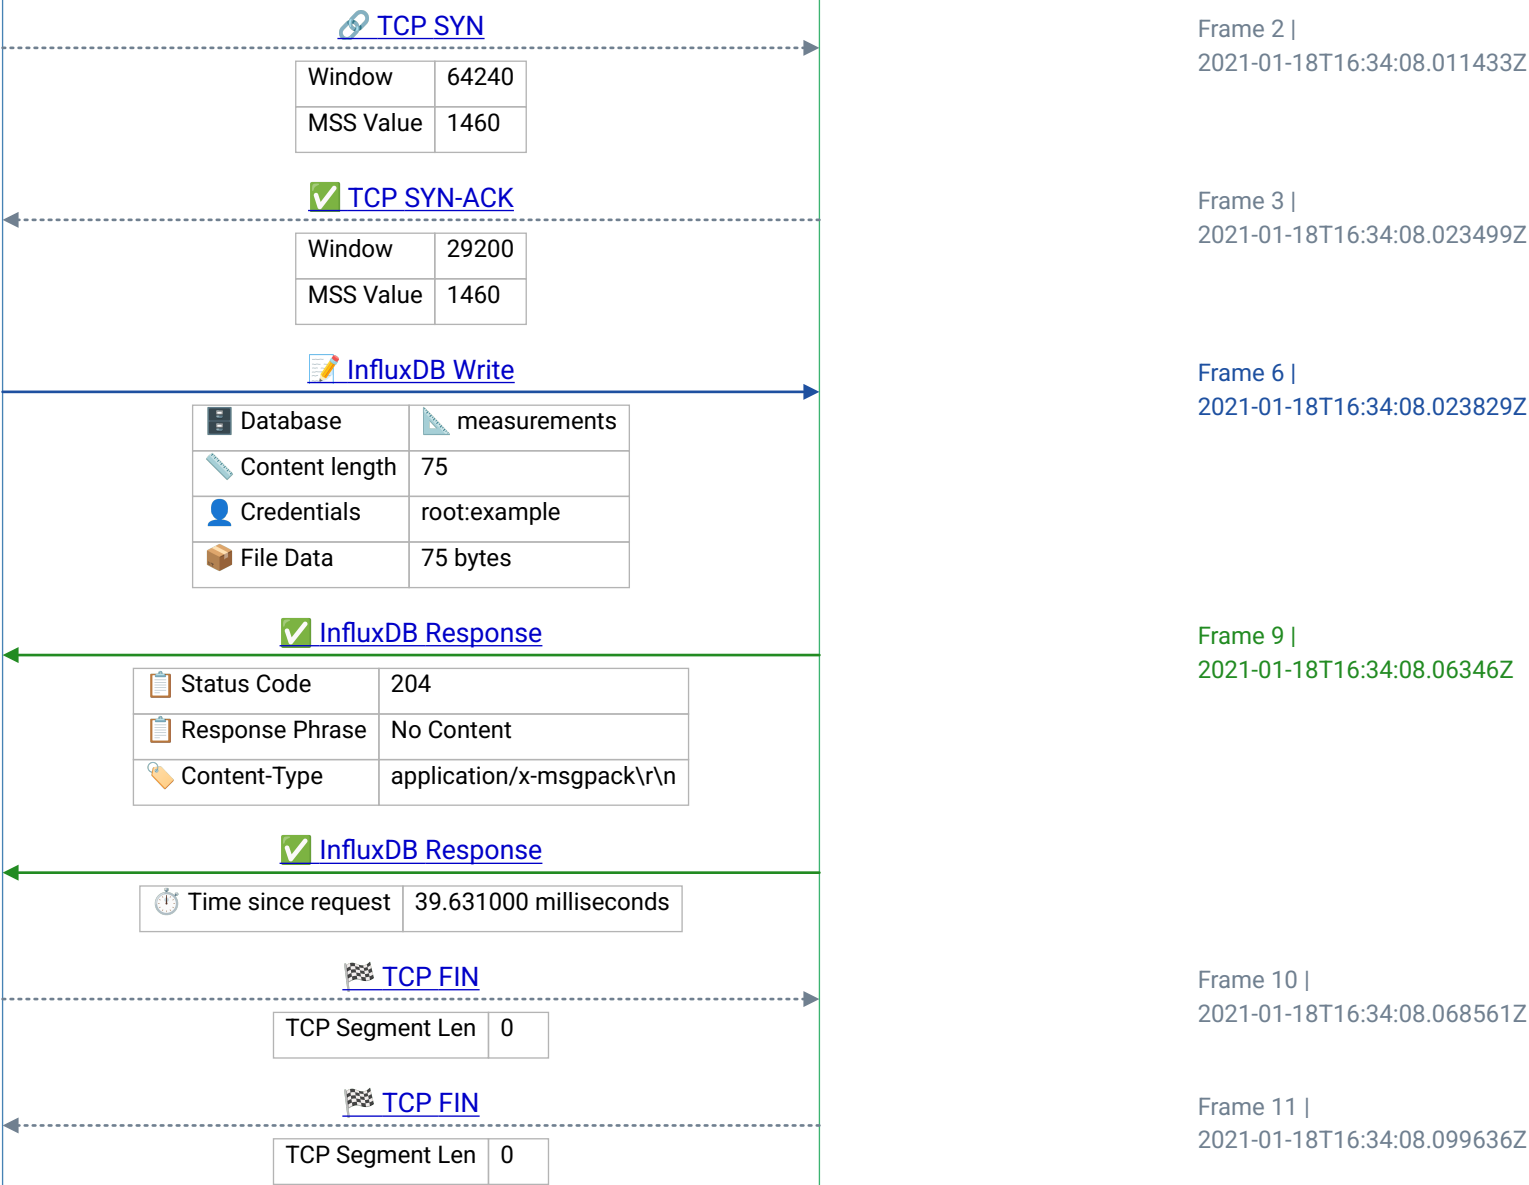 🔗 TCP SYN
Frame 2 |
2021-01-18T16:34:08.011433Z
Window 64240
MSS Value 1460
✅ TCP SYN-ACK
Frame 3 |
2021-01-18T16:34:08.023499Z
Window 29200
MSS Value 1460
📝 InfluxDB Write
Frame 6 |
2021-01-18T16:34:08.023829Z
🗄️ Database 📐 measurements
📏 Content length 75
👤 Credentials root:example
📦 File Data 75 bytes
✅ InfluxDB Response
Frame 9 |
2021-01-18T16:34:08.06346Z
📋 Status Code 204
📋 Response Phrase No Content
🏷️ Content-Type application/x-msgpack\r\n
✅ InfluxDB Response
⏱️ Time since request 39.631000 milliseconds
🏁 TCP FIN
Frame 10 |
2021-01-18T16:34:08.068561Z
TCP Segment Len 0
🏁 TCP FIN
Frame 11 |
2021-01-18T16:34:08.099636Z
TCP Segment Len 0